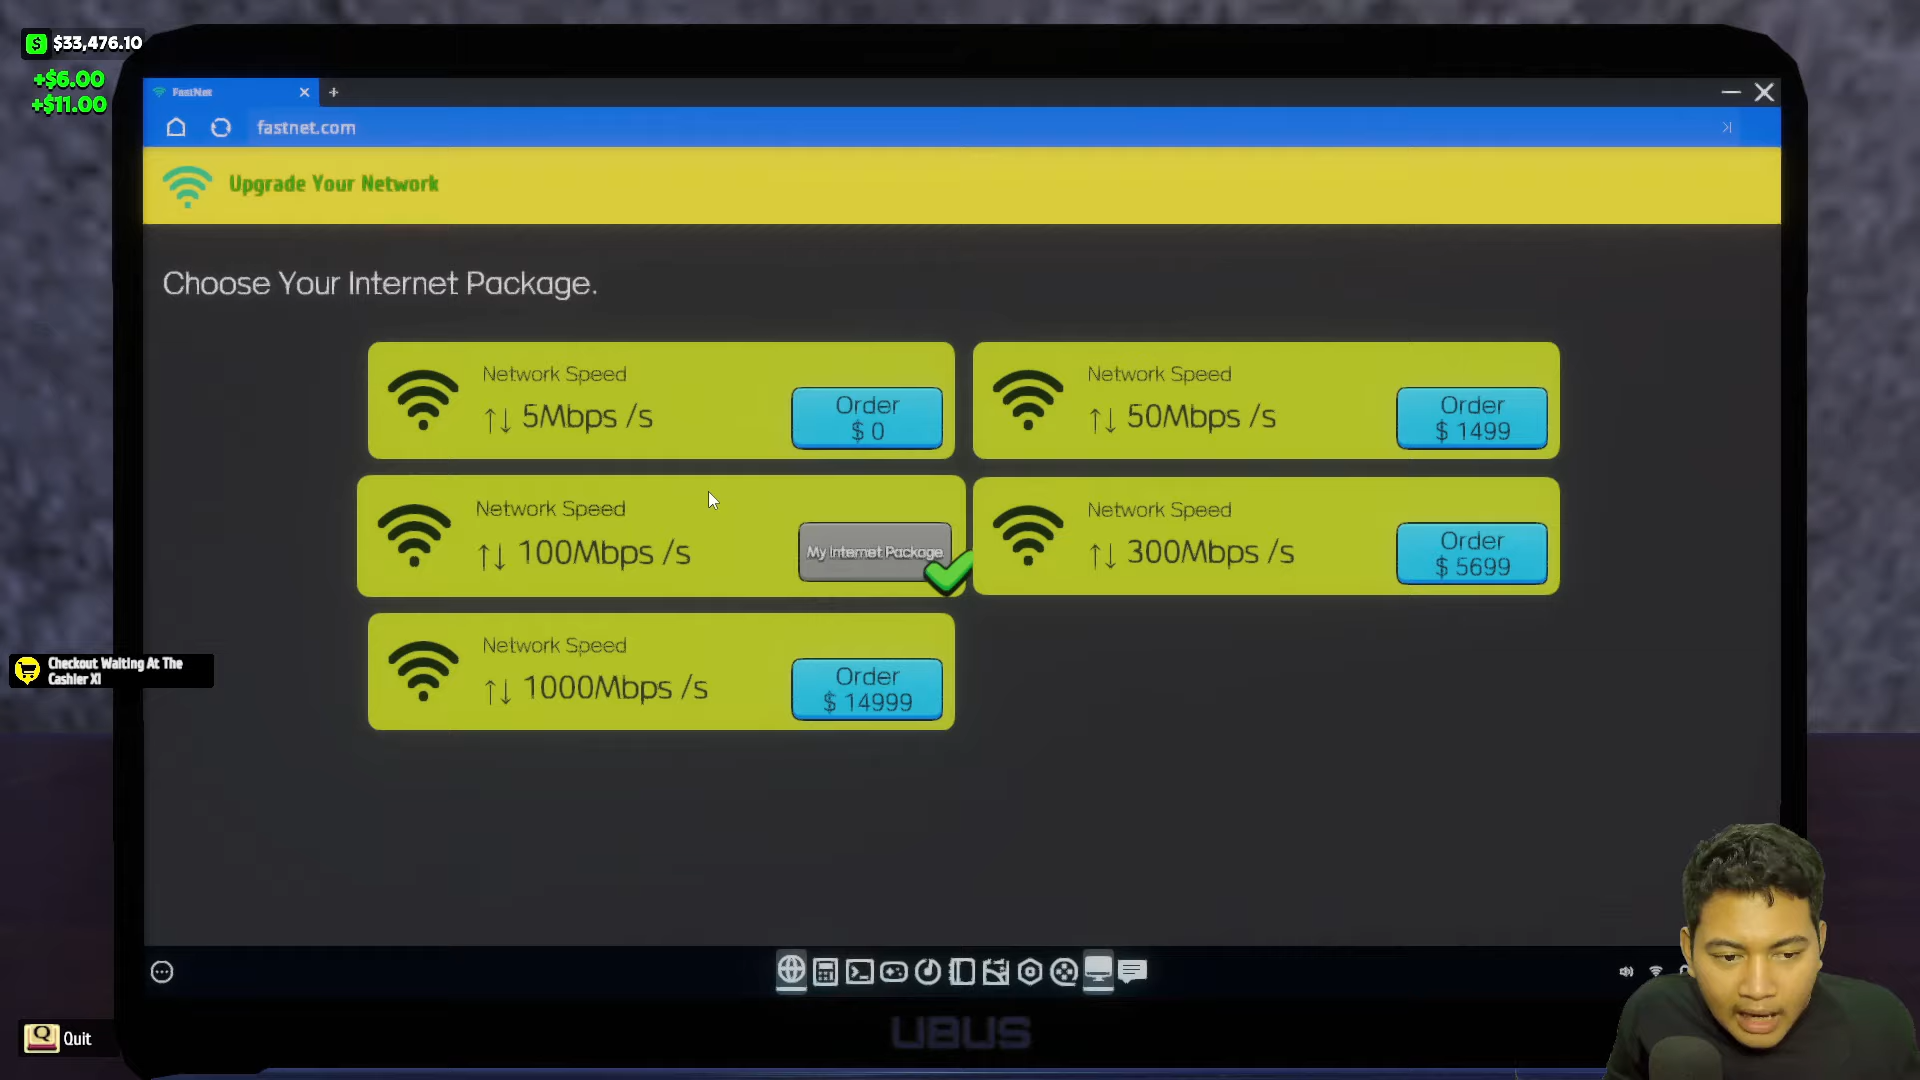 $33,476.10
+$6.00
+$11.00
FastNet
fastnet.com
Upgrade Your Network
Choose Your Internet Package.
Network Speed
↑↓ 5Mbps /s
Order
$ 0
Network Speed
↑↓ 50Mbps /s
Order
$ 1499
Network Speed
↑↓ 100Mbps /s
My Internet Package
Network Speed
↑↓ 300Mbps /s
Order
$ 5699
Network Speed
↑↓ 1000Mbps /s
Order
$ 14999
Checkout Waiting At The
Cashier X1
Q Quit
UBUS